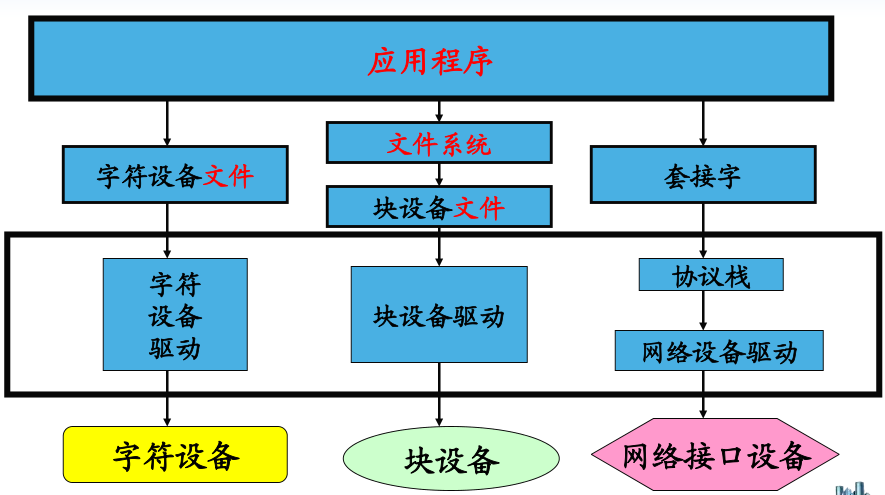 应用程序
文件系统
字符设备文件
套接字
块设备文件
字符
设备
驱动
块设备驱动
协议栈
网络设备驱动
字符设备
块设备
网络接口设备